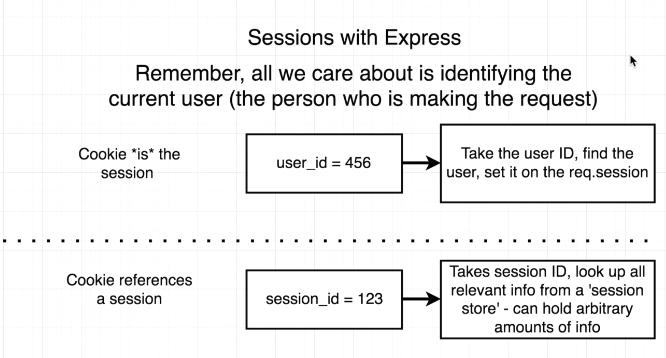 Sessions with Express
Remember, all we care about is identifying the
current user (the person who is making the request)
Cookie *is* the
session
user_id = 456
Take the user ID, find the
user, set it on the req.session
Cookie references
a session
session_id = 123
Takes session ID, look up all
relevant info from a 'session
store' - can hold arbitrary
amounts of info